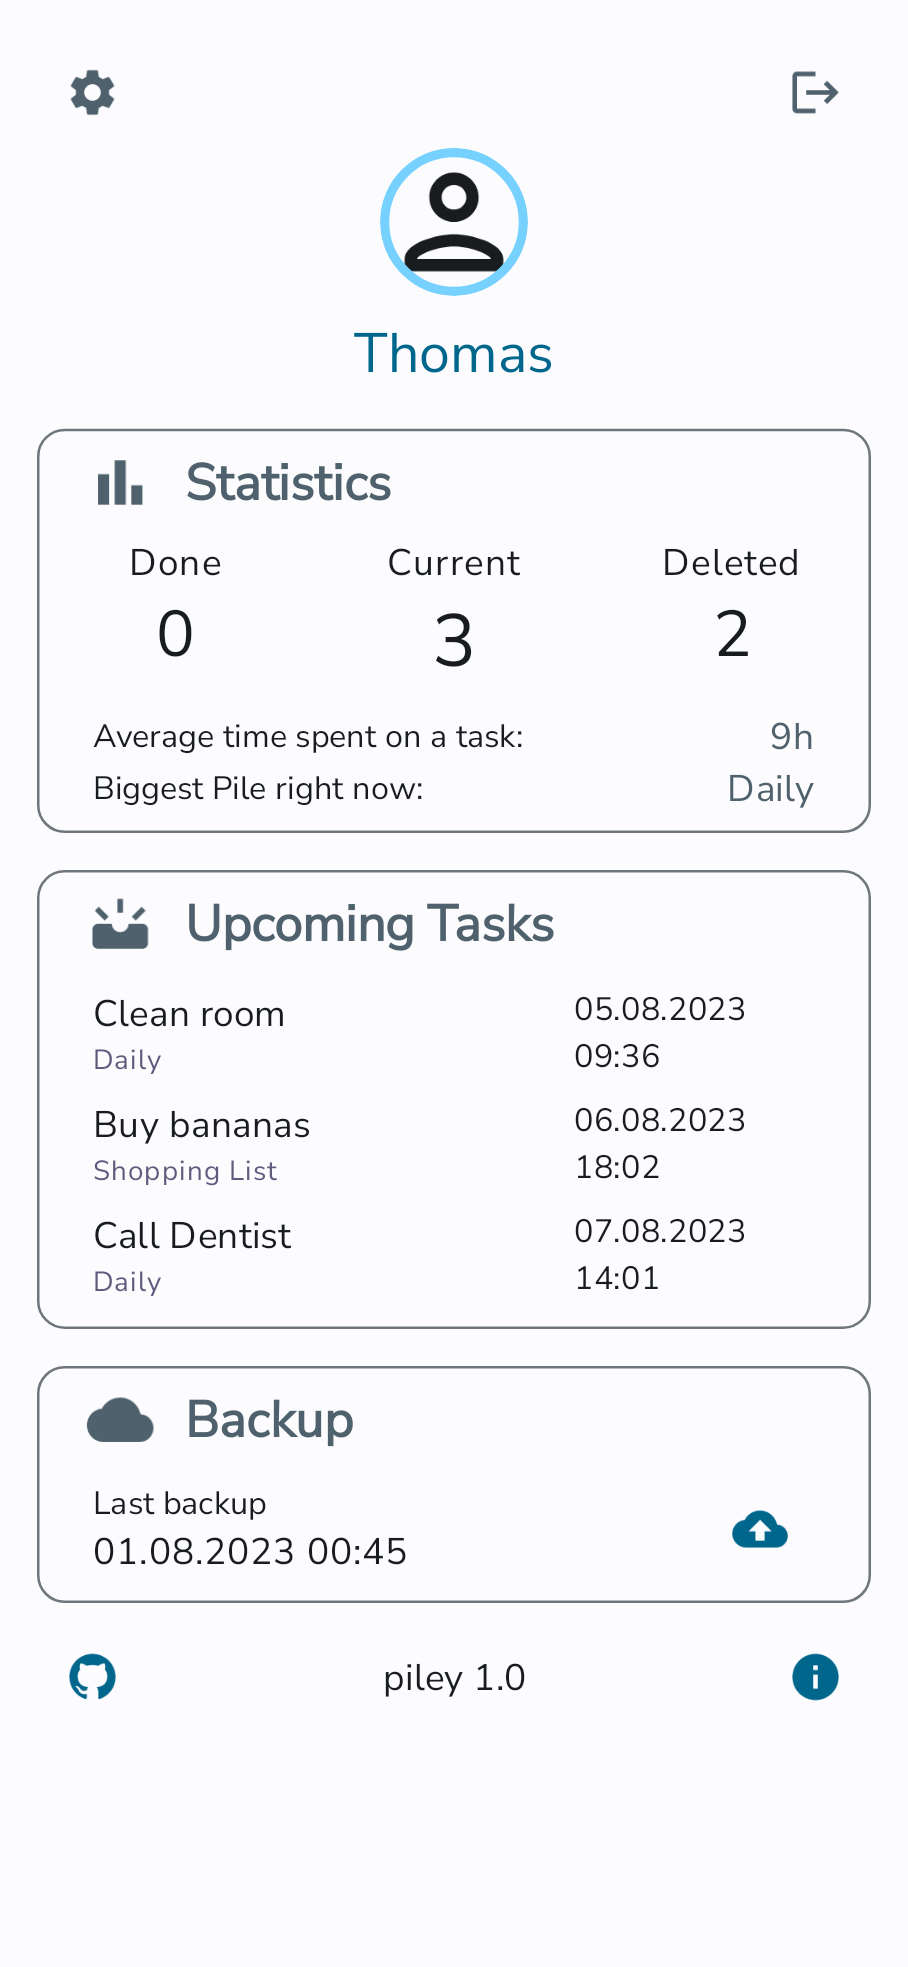 Thomas
Statistics
Done Current Deleted
0 3 2
Average time spent on a task: 9h
Biggest Pile right now: Daily
Upcoming Tasks
Clean room 05.08.2023
Daily 09:36
Buy bananas 06.08.2023
Shopping List 18:02
Call Dentist 07.08.2023
Daily 14:01
Backup
Last backup
01.08.2023 00:45
piley 1.0